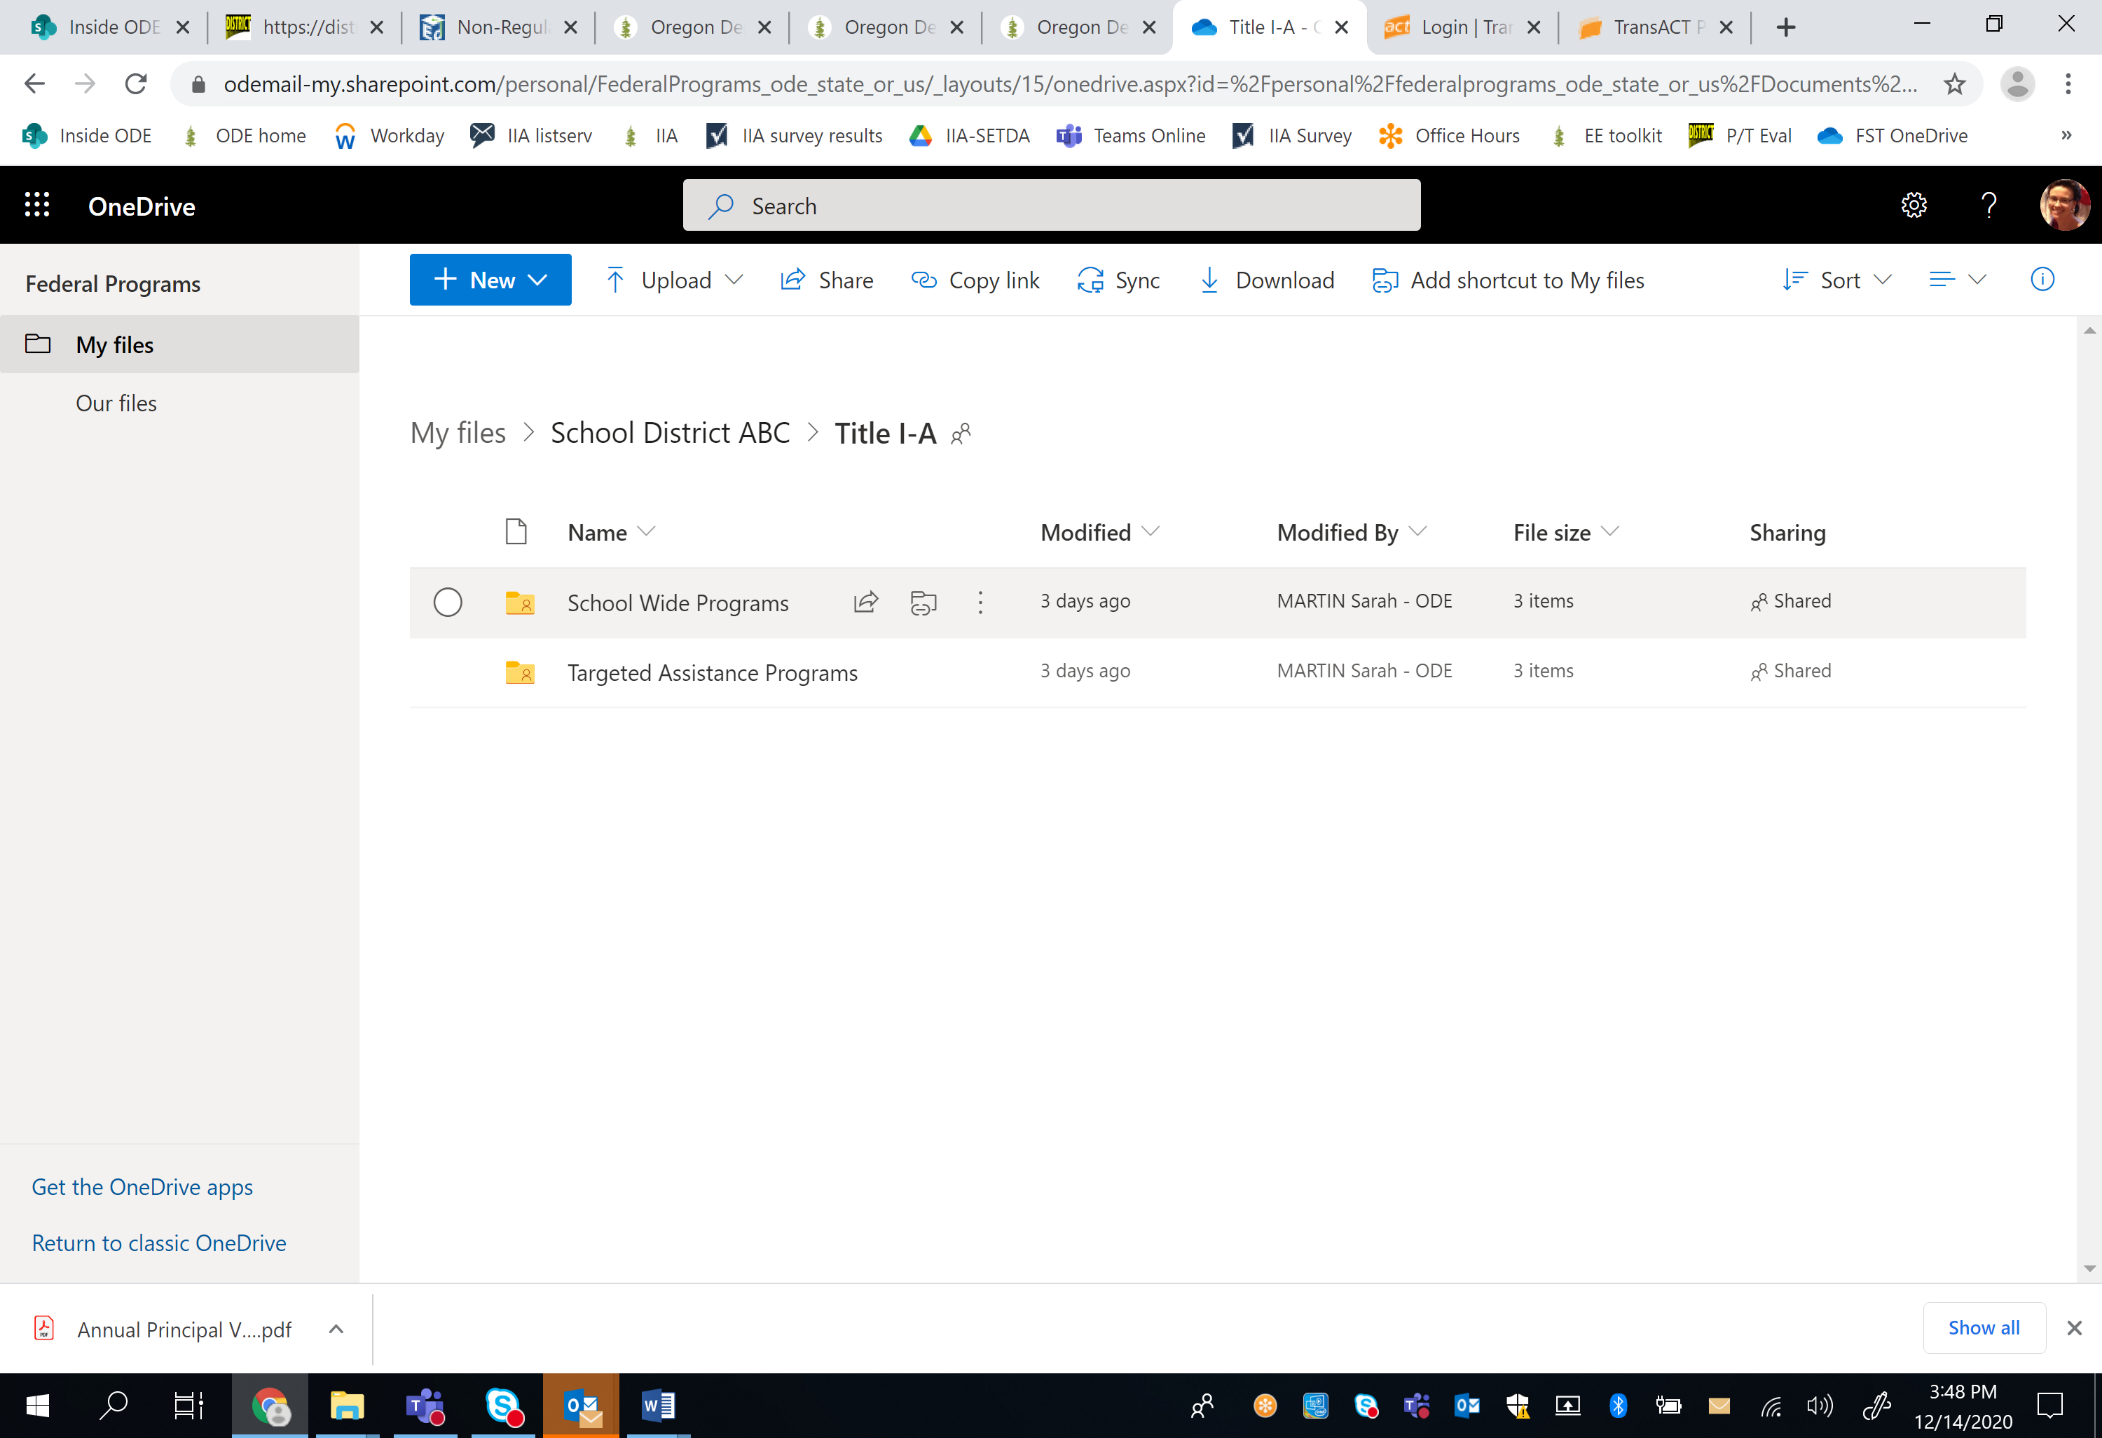 Inside ODE https://dist Non-Regul Oregon De Oregon De Oregon De Title I-A - Login | Tra TransACT P
odemail-my.sharepoint.com/personal/FederalPrograms_ode_state_or_us/_layouts/15/onedrive.aspx?id=%2Fpersonal%2Ffederalprograms_ode_state_or_us%2FDocuments%2...
Inside ODE ODE home Workday IIA listserv IIA IIA survey results IIA-SETDA Teams Online IIA Survey Office Hours EE toolkit P/T Eval FST OneDrive »
OneDrive Search ?
Federal Programs
New Upload Share Copy link Sync Download Add shortcut to My files Sort
My files
Our files
My files > School District ABC > Title I-A
Name Modified Modified By File size Sharing
School Wide Programs 3 days ago MARTIN Sarah - ODE 3 items Shared
Targeted Assistance Programs 3 days ago MARTIN Sarah - ODE 3 items Shared
Get the OneDrive apps
Return to classic OneDrive
Annual Principal V....pdf Show all
3:48 PM
12/14/2020